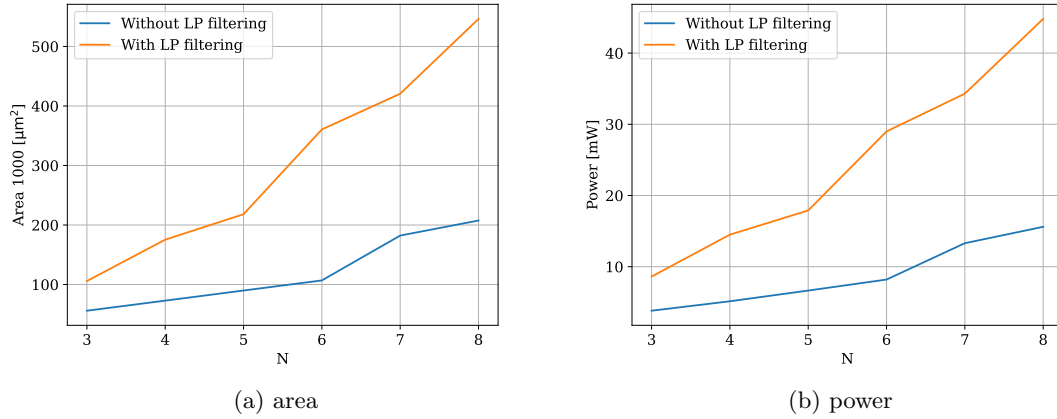 Without LP filtering
With LP filtering
500
400
300
200
100
Area 1000 [μm²]
3 4 5 6 7 8
N
(a) area
Without LP filtering
With LP filtering
40
30
20
10
Power [mW]
3 4 5 6 7 8
N
(b) power